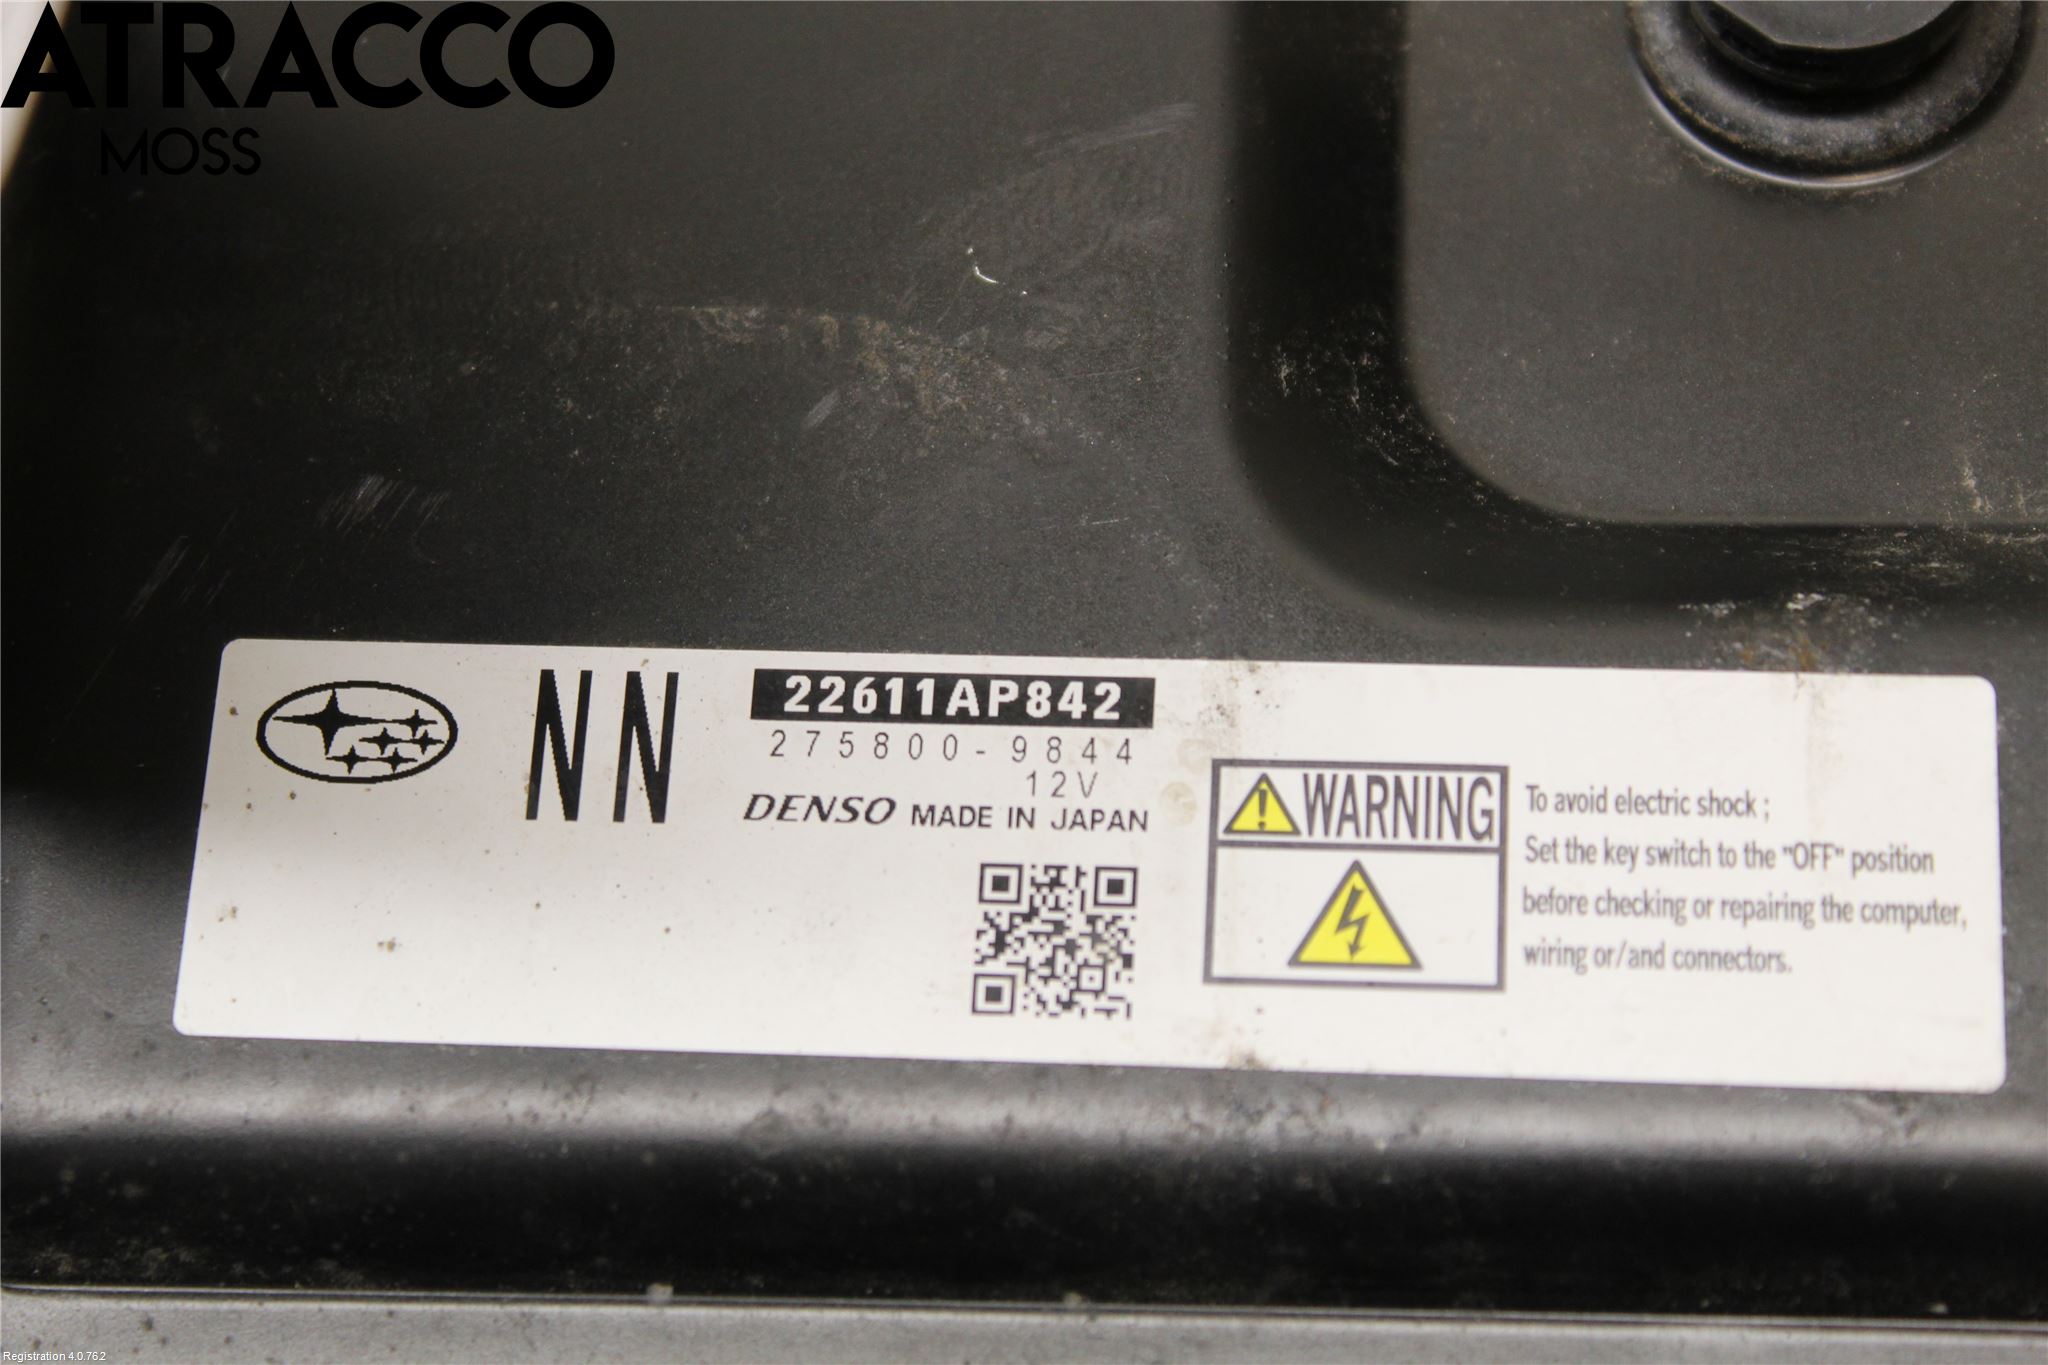 ATRACCO
MOSS
NN
22611AP842
275800-9844
12V
DENSO MADE IN JAPAN
WARNING
To avoid electric shock ;
Set the key switch to the "OFF" position
before checking or repairing the computer,
wiring or/and connectors.
Registration 4.0.762